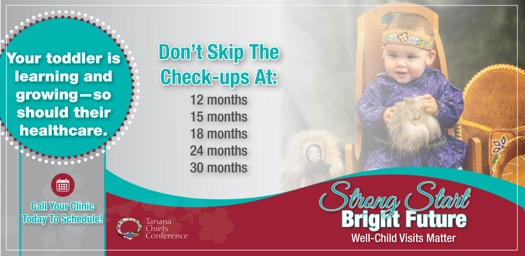 Your toddler is
learning and
growing—so
should their
healthcare.
Call Your Clinic
Today To Schedule!
Don't Skip The
Check-ups At:
12 months
15 months
18 months
24 months
30 months
Tanana
Chiefs
Conference
Strong Start
Bright Future
Well-Child Visits Matter